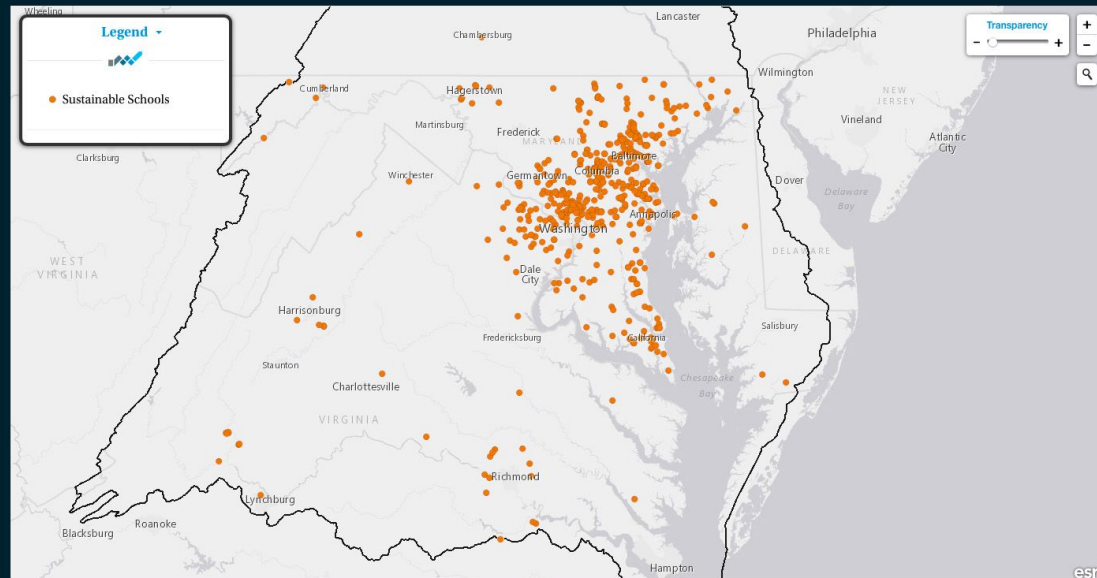 Wheeling
Legend
Sustainable Schools
Lancaster
Chambersburg
Philadelphia
Transparency
-
+
+
-
Wilmington
Cumberland
Hagerstown
NEW
JERSEY
Martinsburg
Frederick
MARYLAND
Vineland
Baltimore
Atlantic
City
Clarksburg
Columbia
Winchester
Germantown
Dover
Delaware
Bay
Annapolis
Washington
WEST
VIRGINIA
DELAWARE
Dale
City
Harrisonburg
Salisbury
Fredericksburg
California
Staunton
Chesapeake
Bay
Charlottesville
VIRGINIA
Richmond
Lynchburg
Roanoke
Blacksburg
Hampton
esri